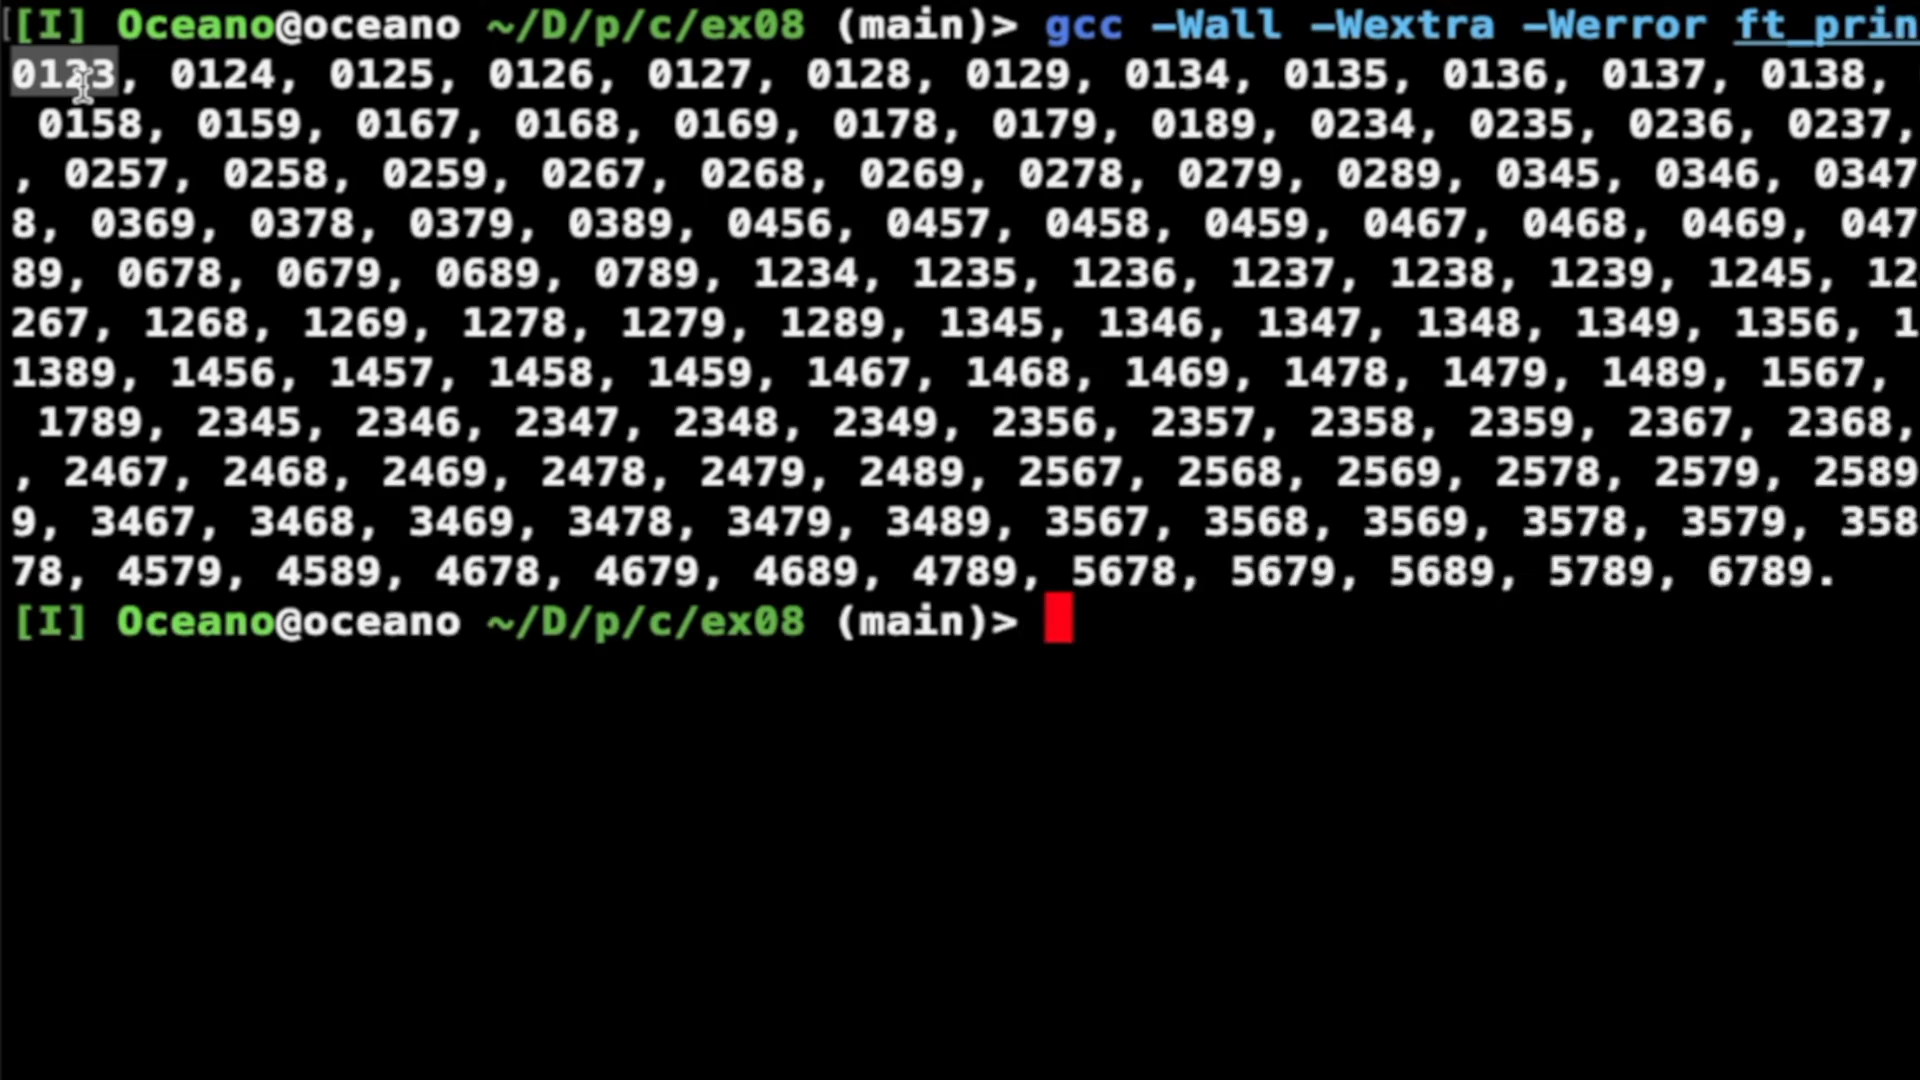 [I] Oceano@oceano ~/D/p/c/ex08 (main)> gcc -Wall -Wextra -Werror ft_prin
0123, 0124, 0125, 0126, 0127, 0128, 0129, 0134, 0135, 0136, 0137, 0138,
0158, 0159, 0167, 0168, 0169, 0178, 0179, 0189, 0234, 0235, 0236, 0237,
, 0257, 0258, 0259, 0267, 0268, 0269, 0278, 0279, 0289, 0345, 0346, 0347
8, 0369, 0378, 0379, 0389, 0456, 0457, 0458, 0459, 0467, 0468, 0469, 047
89, 0678, 0679, 0689, 0789, 1234, 1235, 1236, 1237, 1238, 1239, 1245, 12
267, 1268, 1269, 1278, 1279, 1289, 1345, 1346, 1347, 1348, 1349, 1356, 1
1389, 1456, 1457, 1458, 1459, 1467, 1468, 1469, 1478, 1479, 1489, 1567,
1789, 2345, 2346, 2347, 2348, 2349, 2356, 2357, 2358, 2359, 2367, 2368,
, 2467, 2468, 2469, 2478, 2479, 2489, 2567, 2568, 2569, 2578, 2579, 2589
9, 3467, 3468, 3469, 3478, 3479, 3489, 3567, 3568, 3569, 3578, 3579, 358
78, 4579, 4589, 4678, 4679, 4689, 4789, 5678, 5679, 5689, 5789, 6789.
[I] Oceano@oceano ~/D/p/c/ex08 (main)>